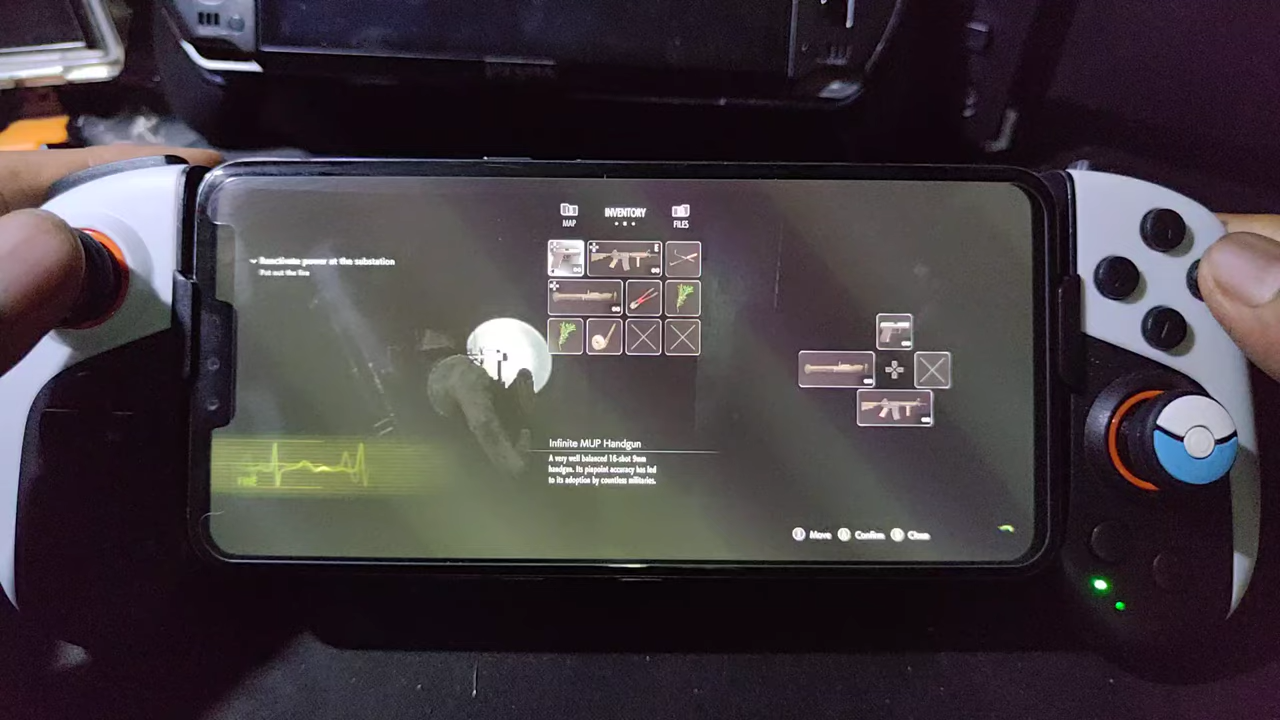 MAP
INVENTORY
FILES
Reactivate power at the substation
Put out the fire
E
Infinite MUP Handgun
A very well balanced 16-shot 9mm
handgun. Its pinpoint accuracy has led
to its adoption by countless militaries.
Fine
Move
Confirm
Close